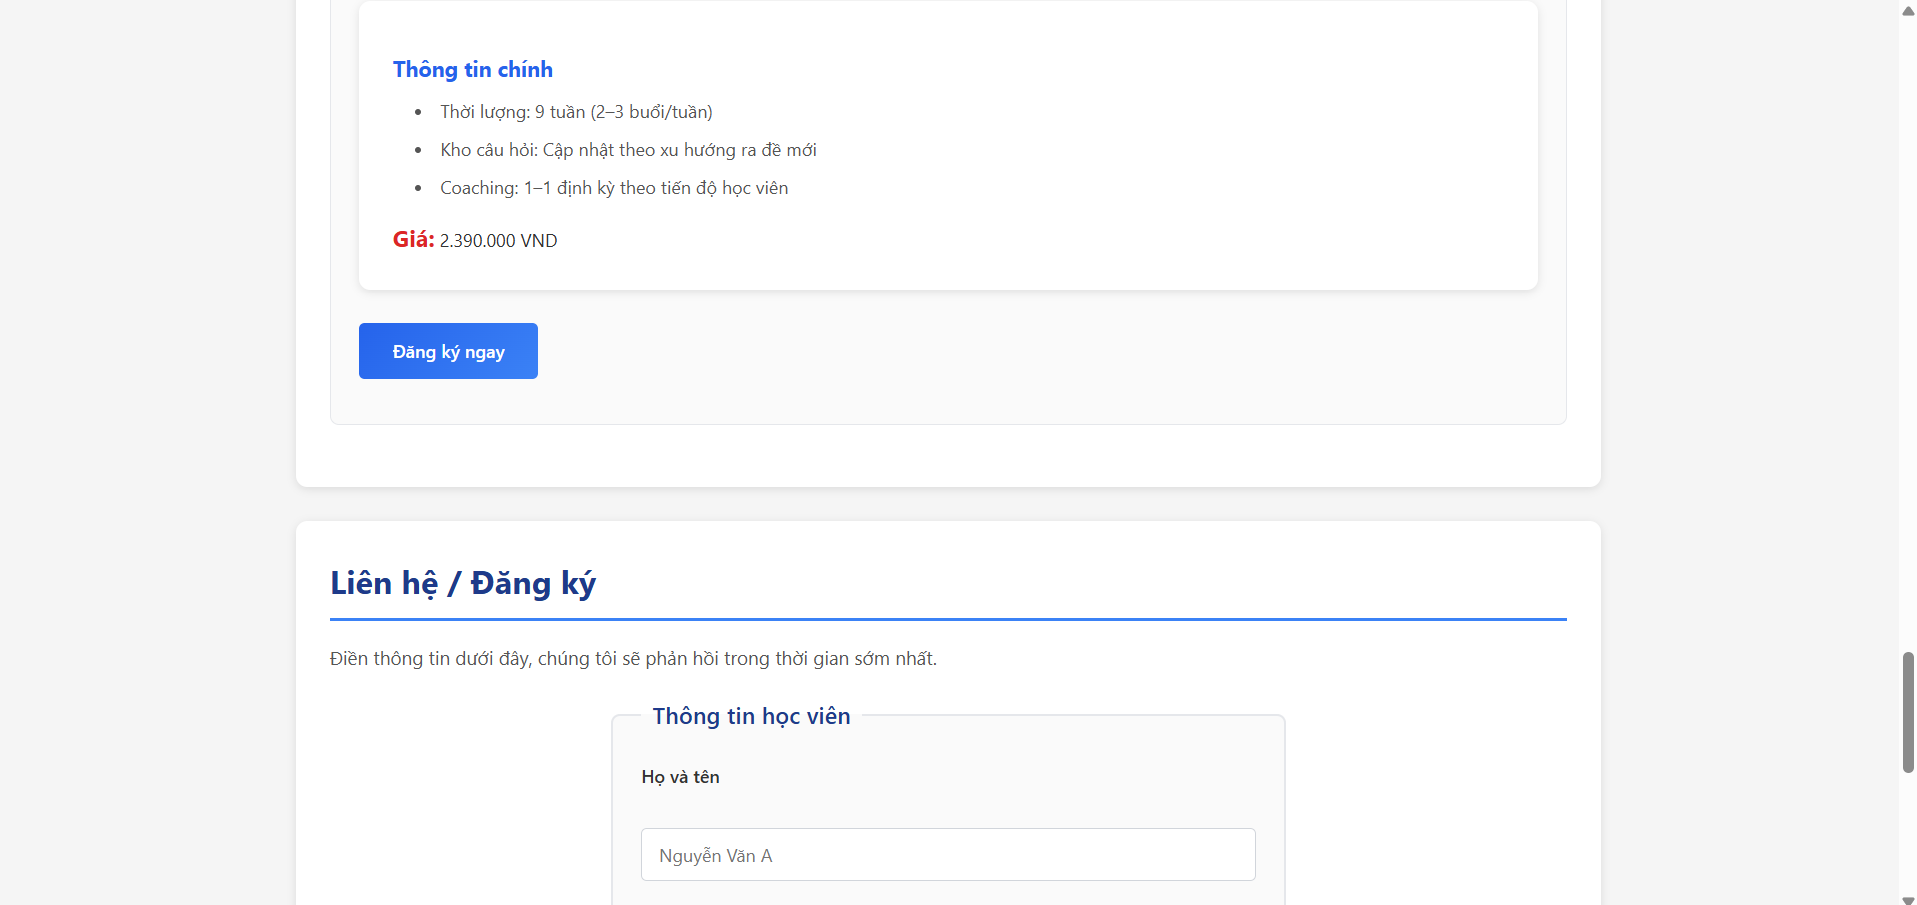 Thông tin chính
• Thời lượng: 9 tuần (2–3 buổi/tuần)
• Kho câu hỏi: Cập nhật theo xu hướng ra đề mới
• Coaching: 1–1 định kỳ theo tiến độ học viên
Giá: 2.390.000 VND
Đăng ký ngay
Liên hệ / Đăng ký
Điền thông tin dưới đây, chúng tôi sẽ phản hồi trong thời gian sớm nhất.
Thông tin học viên
Họ và tên
Nguyễn Văn A